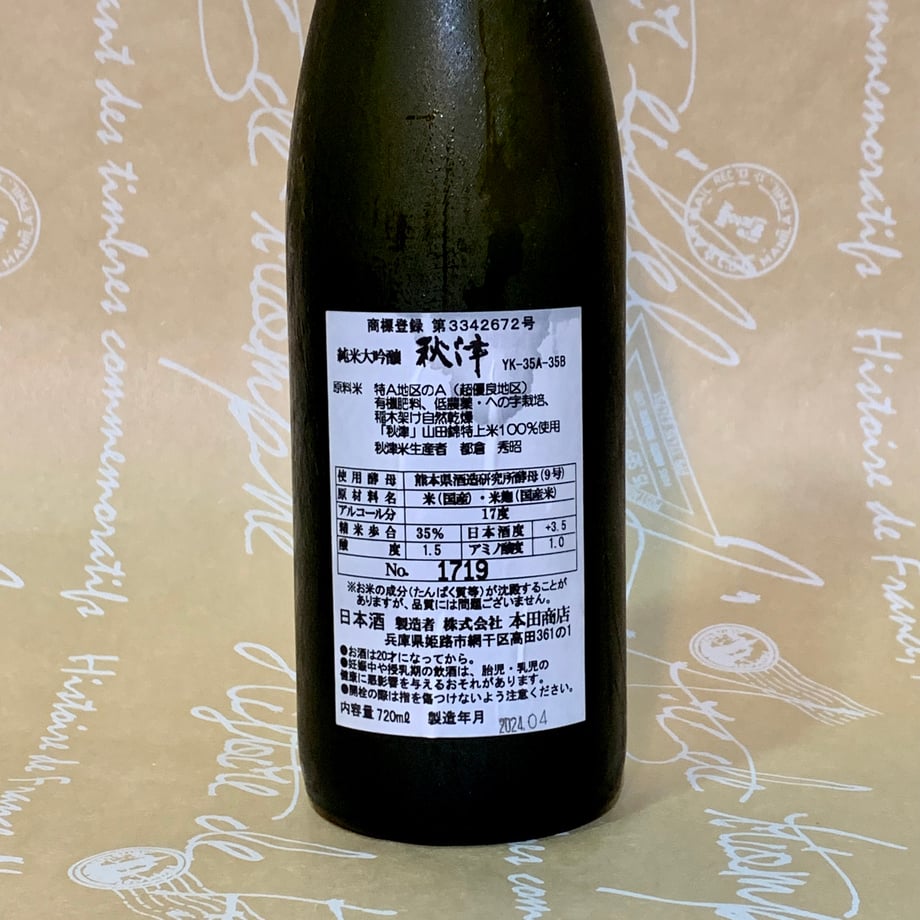 商標登録 第3342672号
純米大吟醸 秋津 YK-35A-35B
原料米 特A地区のA(超優良地区)
有機肥料、低農薬・への字栽培、
稲木架け自然乾燥
「秋津」山田錦特上米100%使用
秋津米生産者 都倉 秀昭
使用酵母 熊本県酒造研究所酵母(9号)
原材料名 米(国産)・米麹(国産米)
アルコール分 17度
精米歩合 35% 日本酒度 +3.5
酸度 1.5 アミノ酸度 1.0
No. 1719
※お米の成分(たんぱく質等)が沈殿することが
ありますが、品質には問題ございません。
日本酒 製造者 株式会社 本田商店
兵庫県姫路市網干区高田361の1
●お酒は20才になってから。
●妊娠中や授乳期の飲酒は、胎児・乳児の
健康に悪影響を与えるおそれがあります。
●開栓の際は指を傷つけないよう注意ください。
内容量 720mℓ 製造年月 2024.04
ant des timbres commemoratifs
Histoire de
mmemoratifs
Histoire de